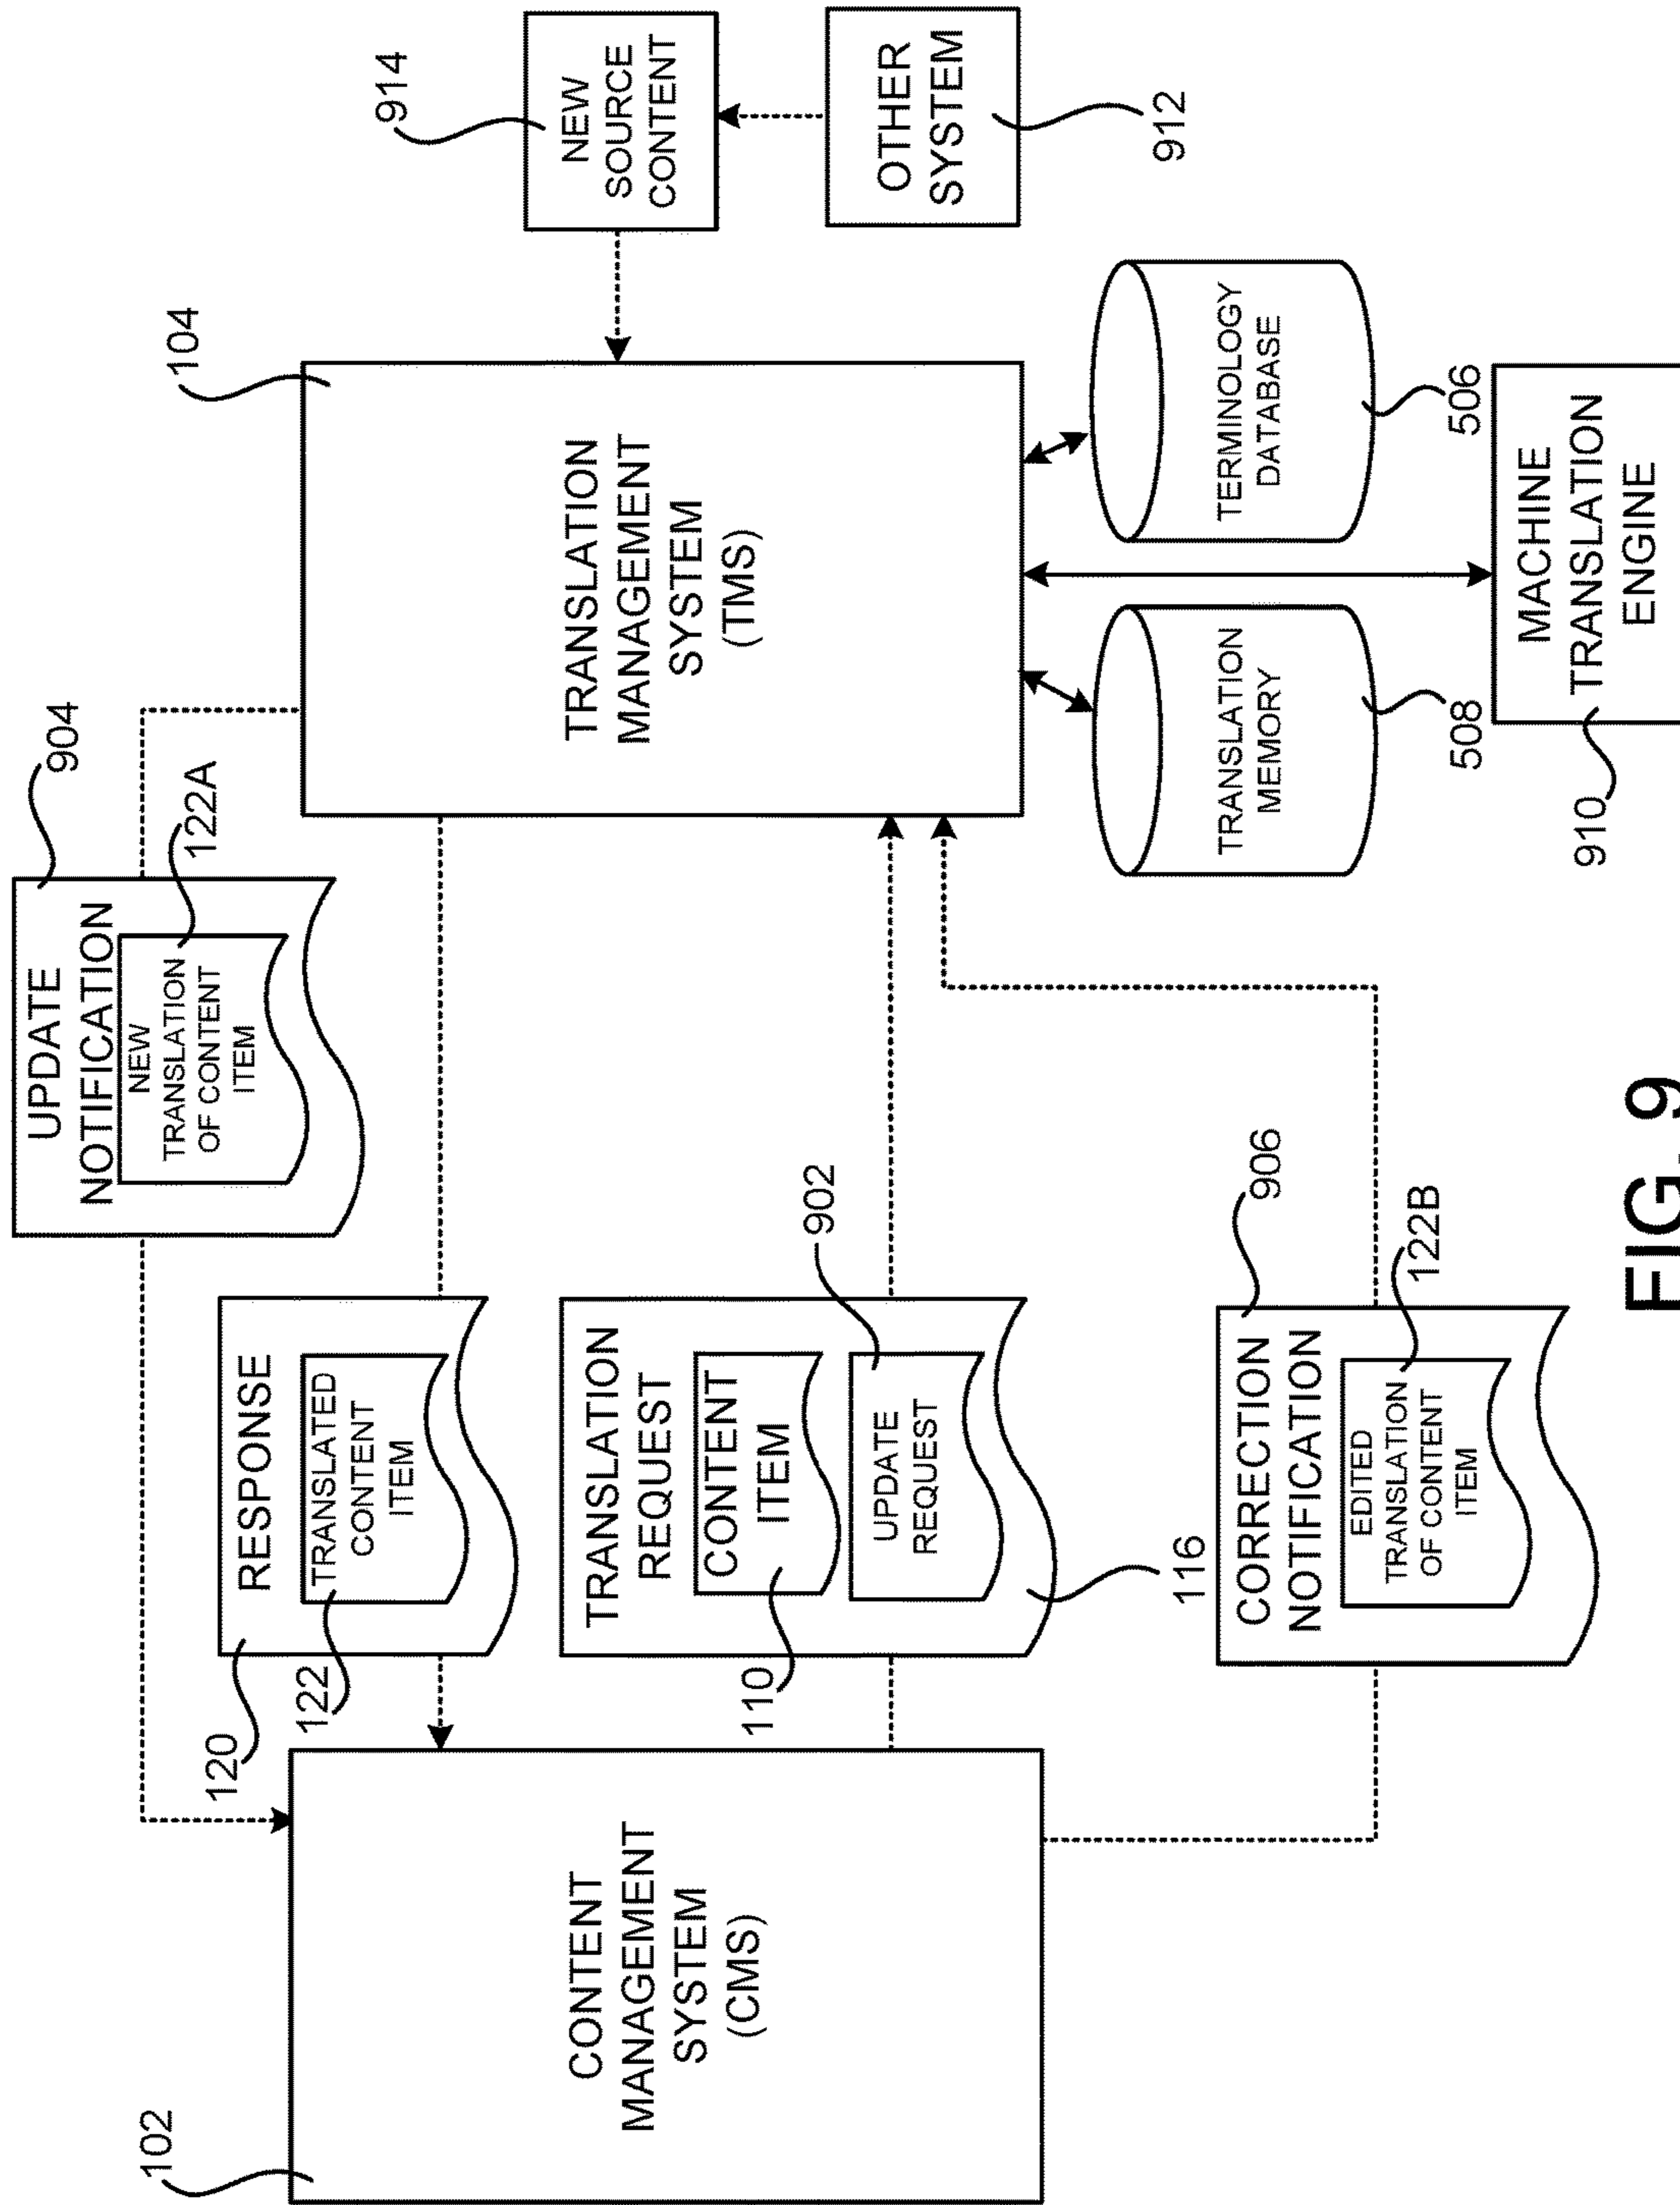 904
UPDATE
NOTIFICATION
122A
NEW
TRANSLATION
OF CONTENT
ITEM
102
CONTENT
MANAGEMENT
SYSTEM
(CMS)
120
RESPONSE
122
TRANSLATED
CONTENT
ITEM
TRANSLATION
REQUEST
110
CONTENT
ITEM
902
UPDATE
REQUEST
116
906
CORRECTION
NOTIFICATION
122B
EDITED
TRANSLATION
OF CONTENT
ITEM
104
TRANSLATION
MANAGEMENT
SYSTEM
(TMS)
914
NEW
SOURCE
CONTENT
OTHER
SYSTEM
912
TRANSLATION
MEMORY
508
TERMINOLOGY
DATABASE
506
910
MACHINE
TRANSLATION
ENGINE
FIG. 9